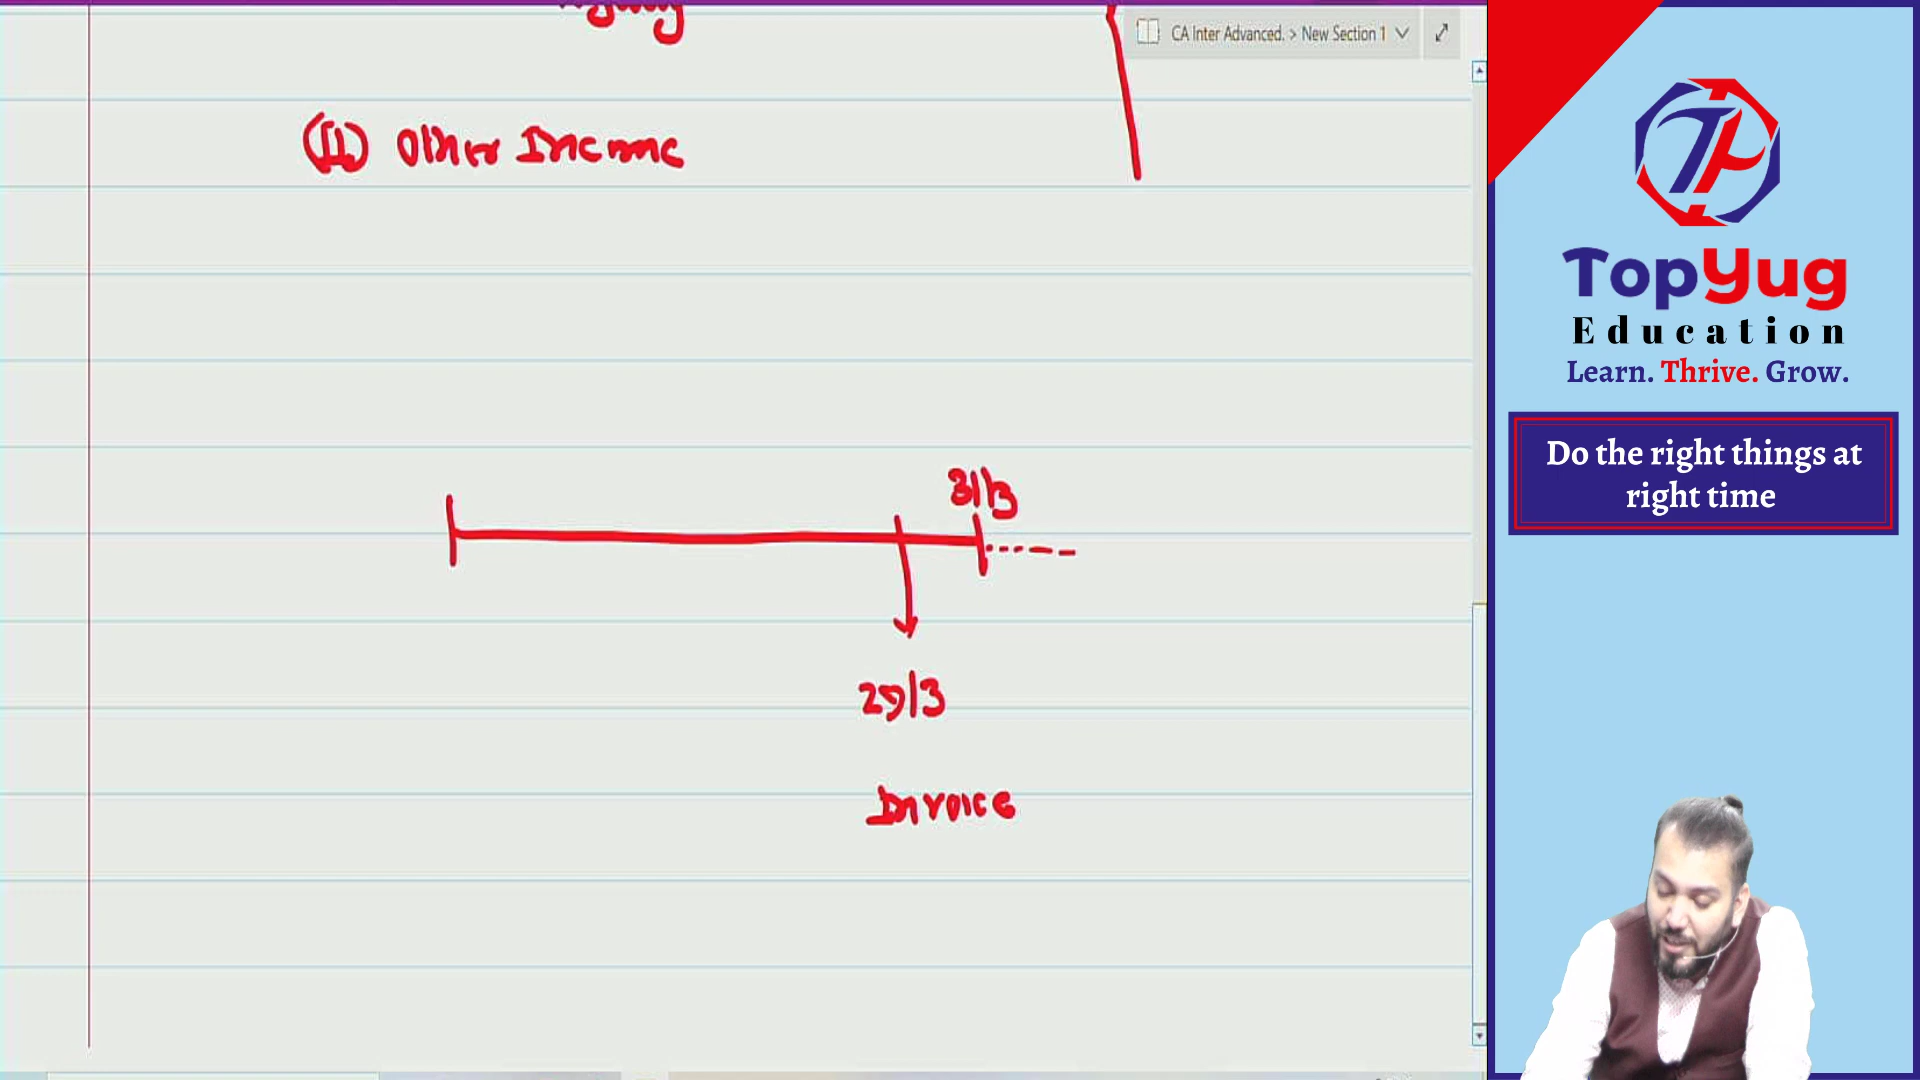 CA Inter Advanced. > New Section 1
(II) Other Income
31/3
29/3
Invoice
TopYug
Education
Learn. Thrive. Grow.
Do the right things at
right time